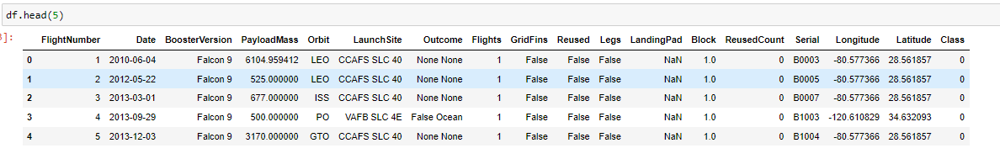 df.head(5)
]:
FlightNumber Date BoosterVersion PayloadMass Orbit LaunchSite Outcome Flights GridFins Reused Legs LandingPad Block ReusedCount Serial Longitude Latitude Class
0 1 2010-06-04 Falcon 9 6104.959412 LEO CCAFS SLC 40 None None 1 False False False NaN 1.0 0 B0003 -80.577366 28.561857 0
1 2 2012-05-22 Falcon 9 525.000000 LEO CCAFS SLC 40 None None 1 False False False NaN 1.0 0 B0005 -80.577366 28.561857 0
2 3 2013-03-01 Falcon 9 677.000000 ISS CCAFS SLC 40 None None 1 False False False NaN 1.0 0 B0007 -80.577366 28.561857 0
3 4 2013-09-29 Falcon 9 500.000000 PO VAFB SLC 4E False Ocean 1 False False False NaN 1.0 0 B1003 -120.610829 34.632093 0
4 5 2013-12-03 Falcon 9 3170.000000 GTO CCAFS SLC 40 None None 1 False False False NaN 1.0 0 B1004 -80.577366 28.561857 0